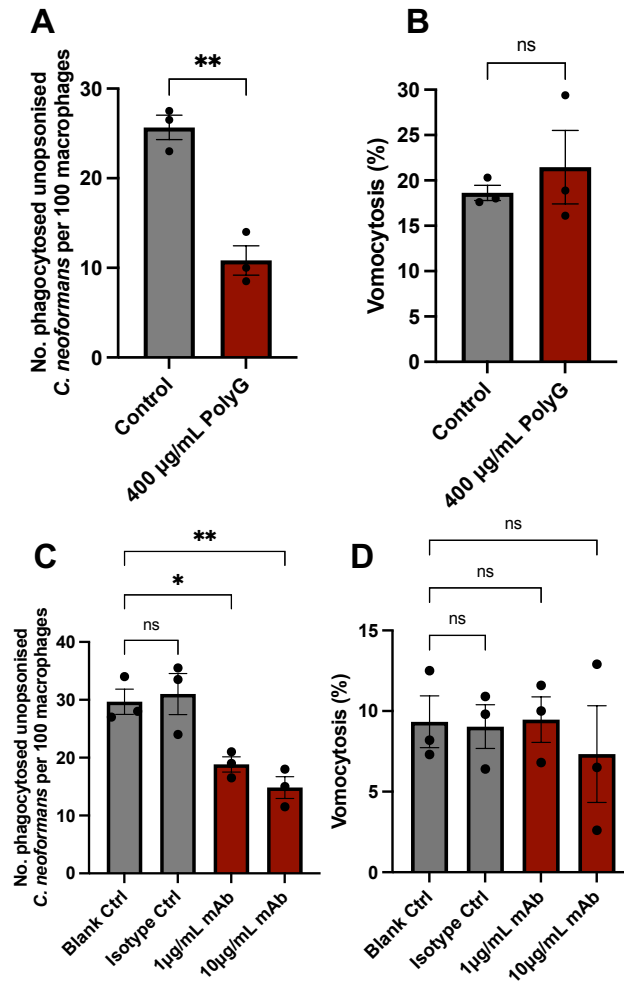 A
No. phagocytosed unopsonised
C. neoformans per 100 macrophages
**
30
20
10
0
Control
400 µg/mL PolyG
B
Vomocytosis (%)
ns
30
25
20
15
10
5
0
Control
400 µg/mL PolyG
C
No. phagocytosed unopsonised
C. neoformans per 100 macrophages
**
*
ns
40
30
20
10
0
Blank Ctrl
Isotype Ctrl
1µg/mL mAb
10µg/mL mAb
D
Vomocytosis (%)
ns
ns
ns
15
10
5
0
Blank Ctrl
Isotype Ctrl
1µg/mL mAb
10µg/mL mAb